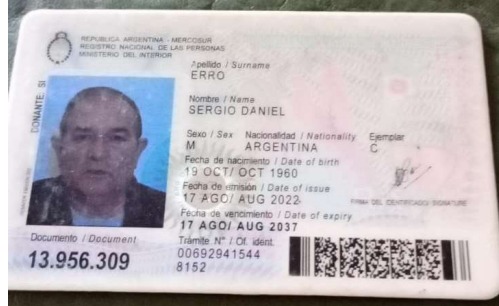 REPUBLICA ARGENTINA - MERCOSUR
REGISTRO NACIONAL DE LAS PERSONAS
MINISTERIO DEL INTERIOR
Apellido / Surname
ERRO
Nombre / Name
SERGIO DANIEL
Sexo / Sex Nacionalidad / Nationality Ejemplar
M ARGENTINA C
Fecha de nacimiento / Date of birth
19 OCT/ OCT 1960
Fecha de emisión / Date of issue
17 AGO/ AUG 2022
FIRMA DEL IDENTIFICADO/ SIGNATURE
Fecha de vencimiento / Date of expiry
17 AGO/ AUG 2037
Documento / Document
13.956.309
Trámite N° / Of. ident.
00692941544
8152
DONANTE: SI